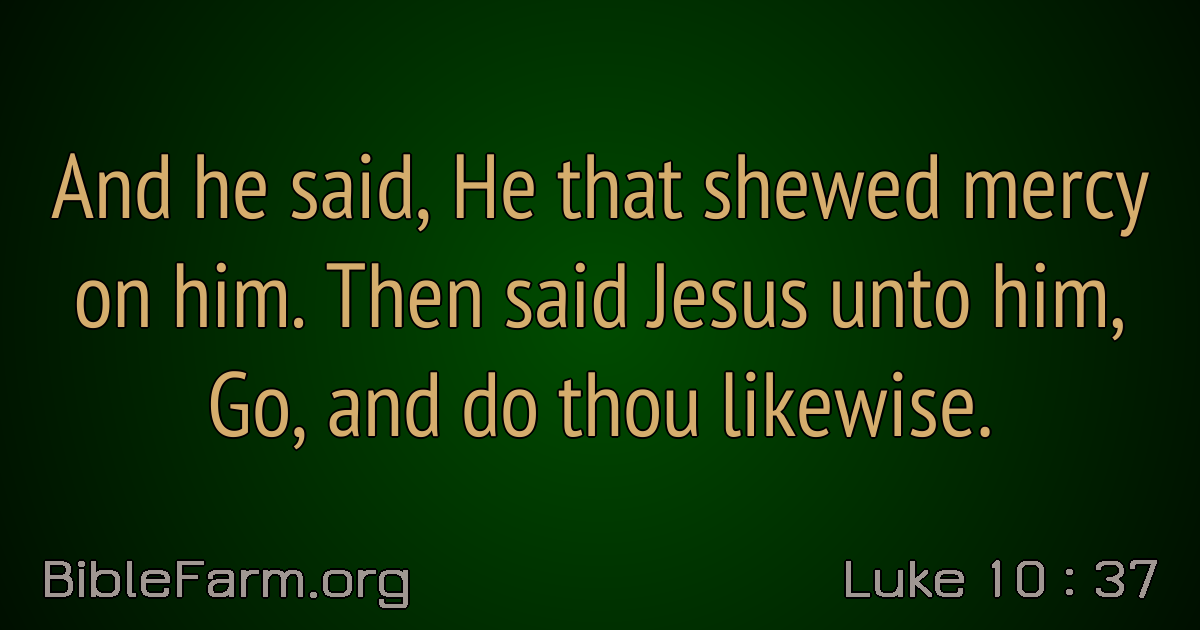 And he said, He that shewed mercy
on him. Then said Jesus unto him,
Go, and do thou likewise.
BibleFarm.org
Luke 10 : 37